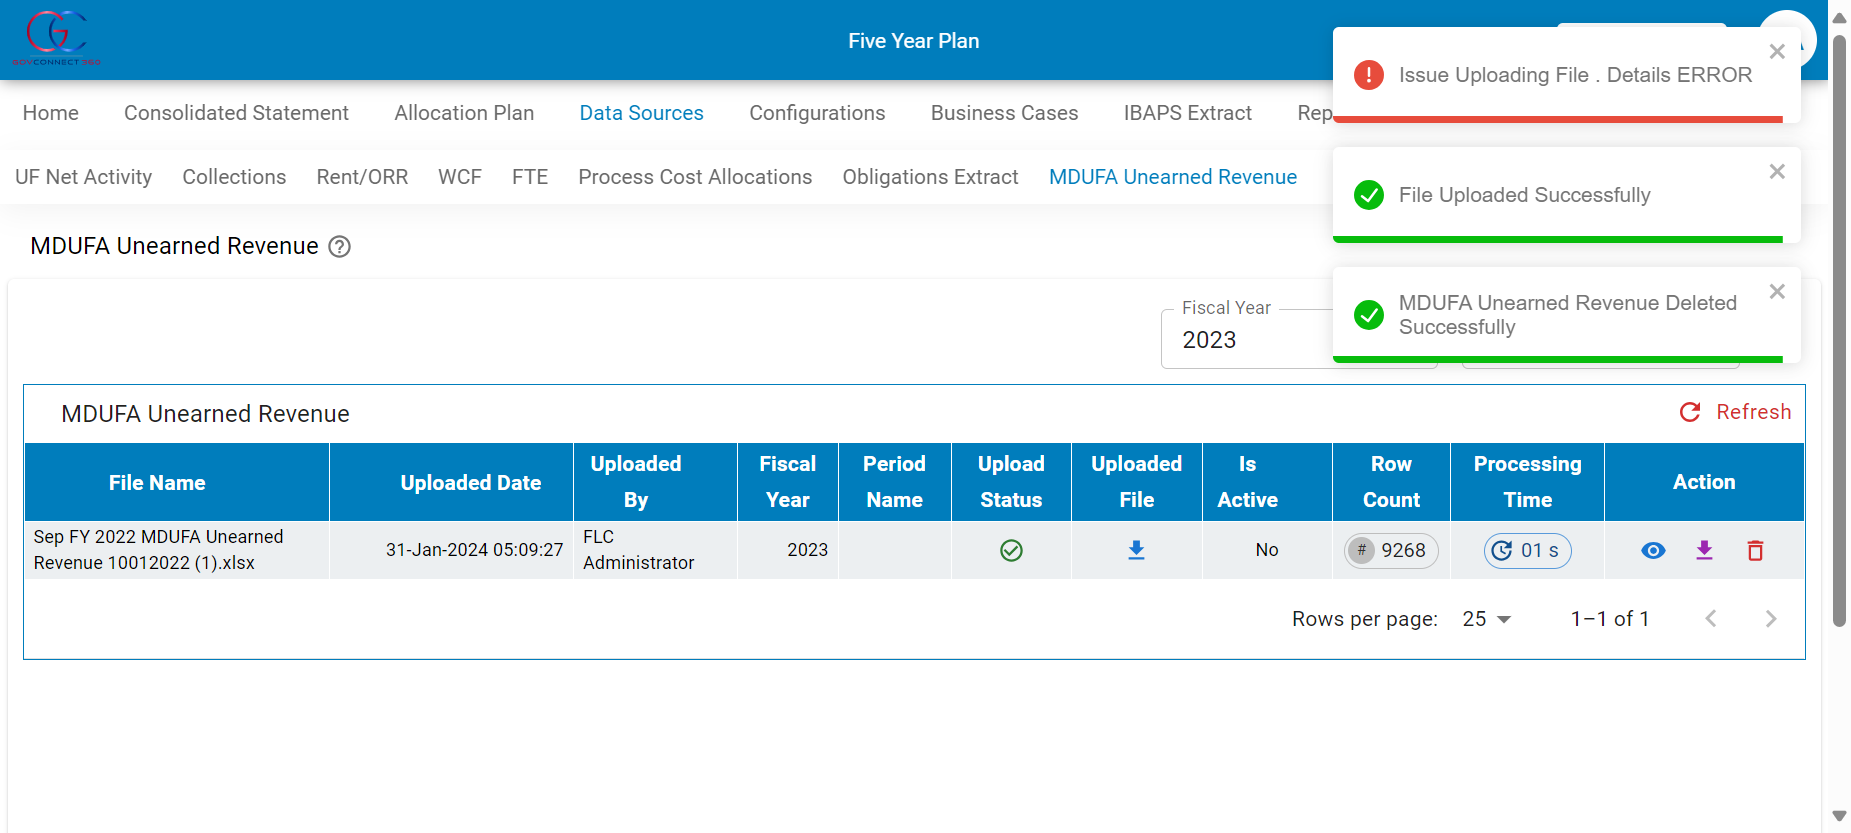 GOVCONNECT 360
Five Year Plan
Issue Uploading File . Details ERROR
Home Consolidated Statement Allocation Plan Data Sources Configurations Business Cases IBAPS Extract Rep
File Uploaded Successfully
UF Net Activity Collections Rent/ORR WCF FTE Process Cost Allocations Obligations Extract MDUFA Unearned Revenue
MDUFA Unearned Revenue
MDUFA Unearned Revenue Deleted
Successfully
Fiscal Year
2023
MDUFA Unearned Revenue
Refresh
File Name Uploaded Date Uploaded By Fiscal Year Period Name Upload Status Uploaded File Is Active Row Count Processing Time Action
Sep FY 2022 MDUFA Unearned
Revenue 10012022 (1).xlsx
31-Jan-2024 05:09:27
FLC
Administrator
2023
No
# 9268
01 s
Rows per page: 25 1–1 of 1